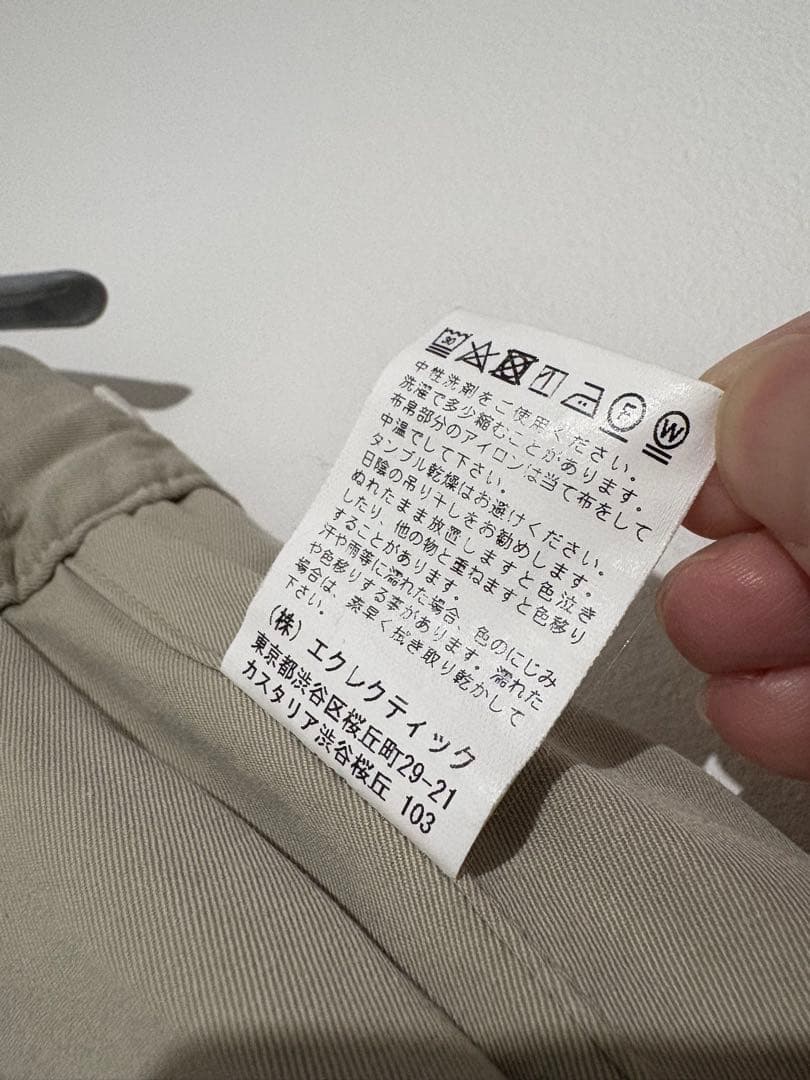 30 F W
中性洗剤をご使用ください。
洗濯で多少縮むことがあります。
布帛部分のアイロンは当て布をして
中温でして下さい。
タンブル乾燥はお避けください。
日陰の吊り干しをお勧めします。
ぬれたまま放置しますと色泣き
したり、他の物と重ねますと色移り
することがあります。
汗や雨等に濡れた場合、色のにじみ
や色移りする事があります。濡れた
場合は、素早く拭き取り乾かして
下さい。
(株) エクレクティック
東京都渋谷区桜丘町29-21
カスタリア渋谷桜丘 103